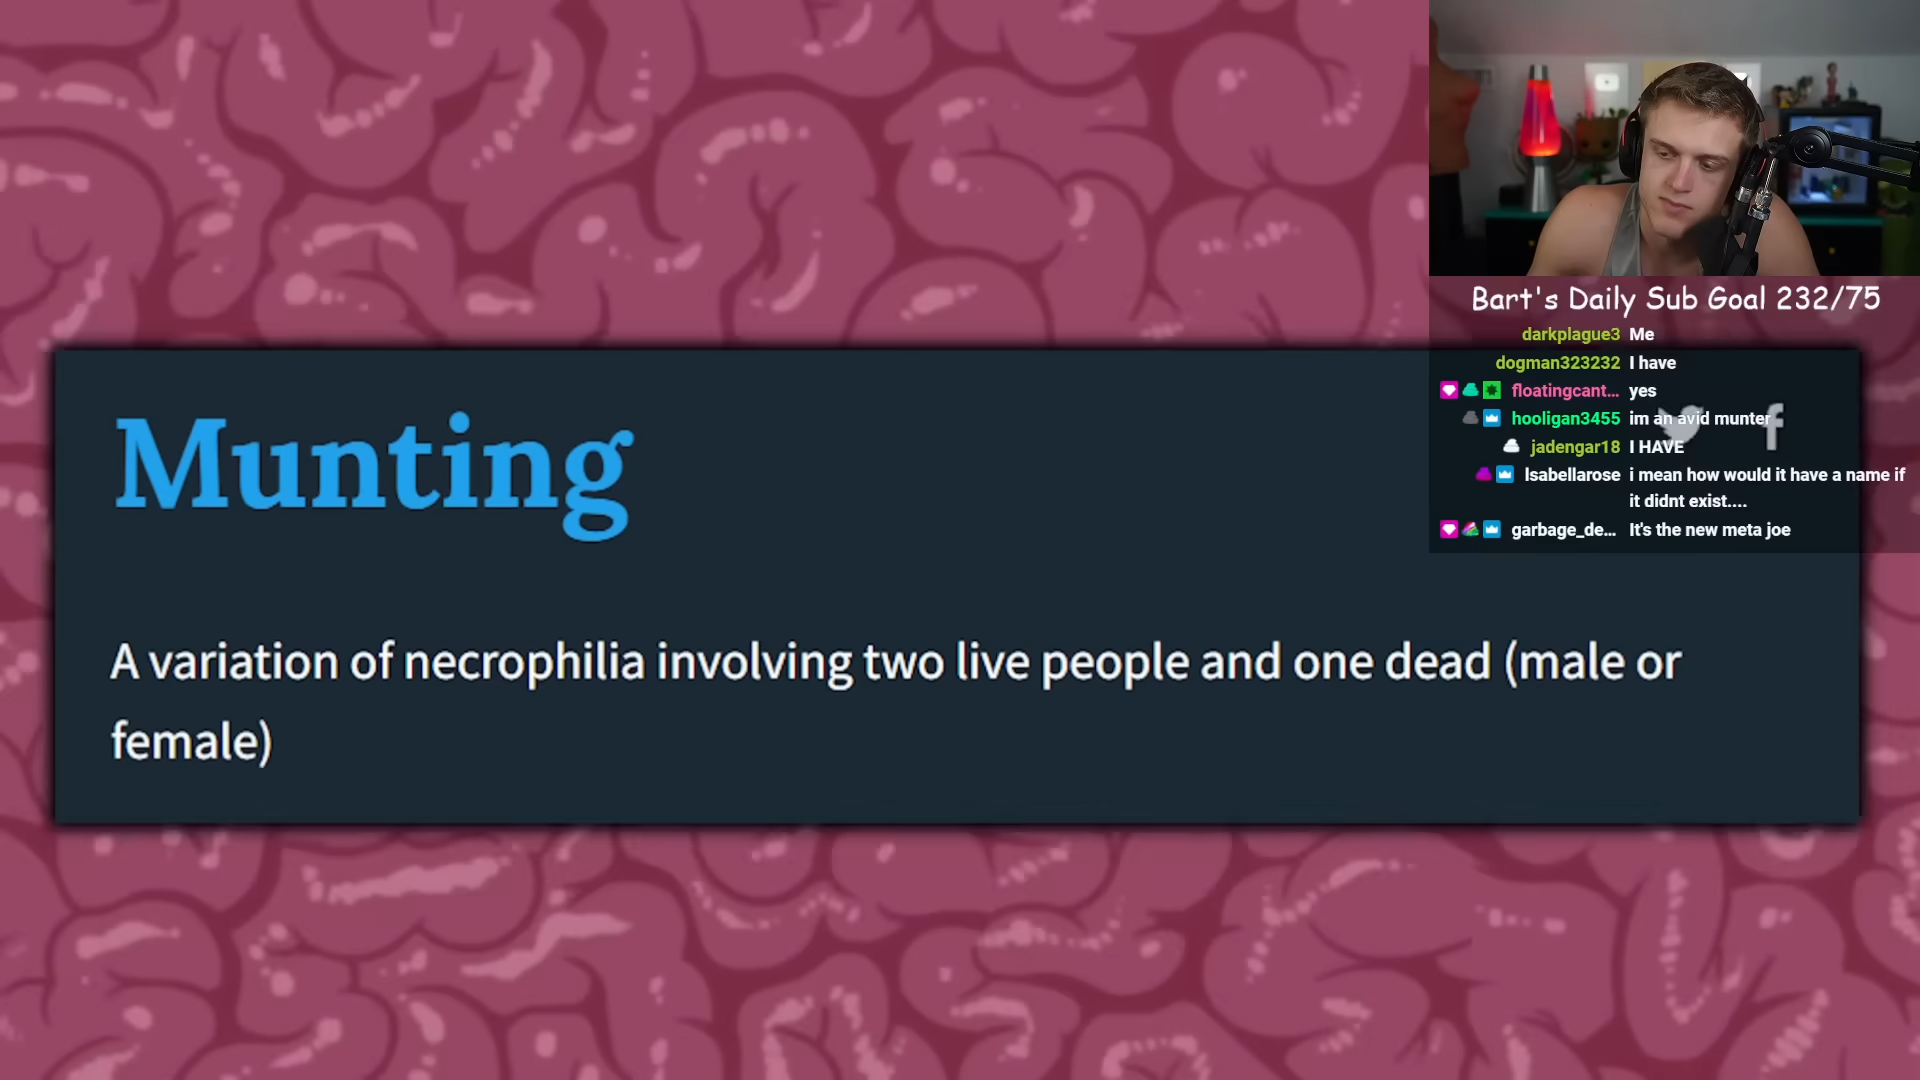 Bart's Daily Sub Goal 232/75
darkplague3 Me
dogman323232 I have
floatingcant... yes
hooligan3455 im an avid munter
jadengar18 I HAVE
Isabellarose i mean how would it have a name if
it didnt exist....
garbage_de... It's the new meta joe
Munting
A variation of necrophilia involving two live people and one dead (male or
female)